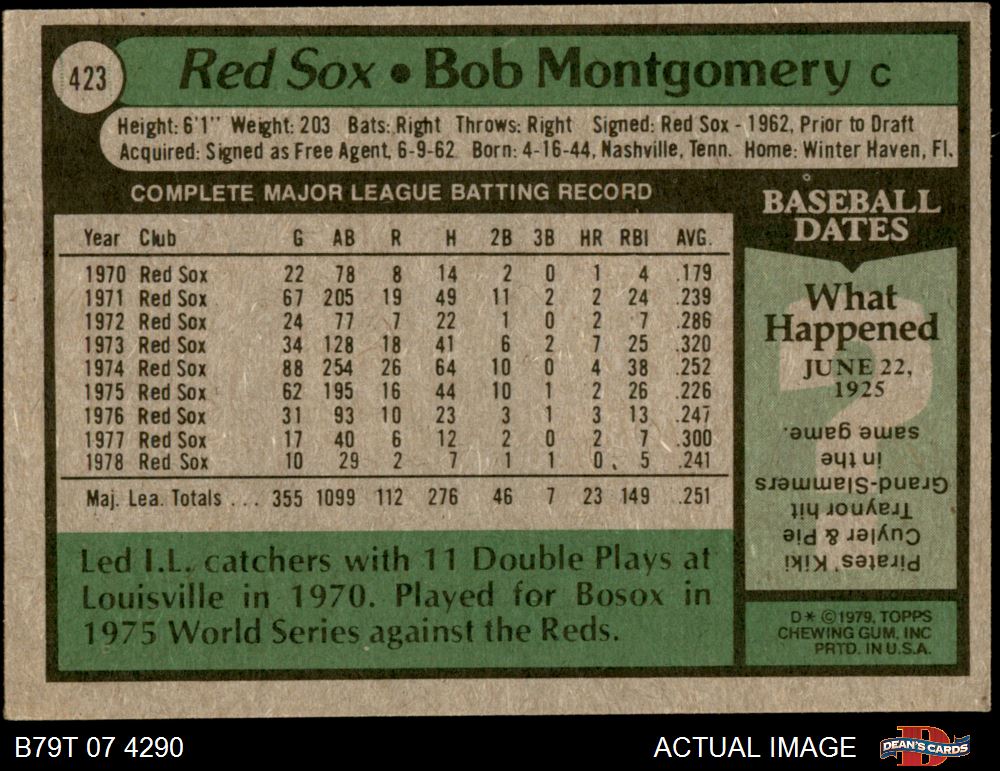 423
Red Sox • Bob Montgomery C
Height: 6'1" Weight: 203 Bats: Right Throws: Right Signed: Red Sox - 1962, Prior to Draft
Acquired: Signed as Free Agent, 6-9-62 Born: 4-16-44, Nashville, Tenn. Home: Winter Haven, Fl.
COMPLETE MAJOR LEAGUE BATTING RECORD
Year Club G AB R H 2B 3B HR RBI AVG.
1970 Red Sox 22 78 8 14 2 0 1 4 .179
1971 Red Sox 67 205 19 49 11 2 2 24 .239
1972 Red Sox 24 77 7 22 1 0 2 7 .286
1973 Red Sox 34 128 18 41 6 2 7 25 .320
1974 Red Sox 88 254 26 64 10 0 4 38 .252
1975 Red Sox 62 195 16 44 10 1 2 26 .226
1976 Red Sox 31 93 10 23 3 1 3 13 .247
1977 Red Sox 17 40 6 12 2 0 2 7 .300
1978 Red Sox 10 29 2 7 1 1 0 5 .241
Maj. Lea. Totals ... 355 1099 112 276 46 7 23 149 .251
Led I.L. catchers with 11 Double Plays at
Louisville in 1970. Played for Bosox in
1975 World Series against the Reds.
BASEBALL
DATES
What
Happened
JUNE 22,
1925
Pirates' Kiki
Cuyler & Pie
Traynor hit
Grand-Slammers
in the
same game.
D* ©1979, TOPPS
CHEWING GUM, INC
PRTD. IN U.S.A.
B79T 07 4290
ACTUAL IMAGE
D
DEAN'S CARDS